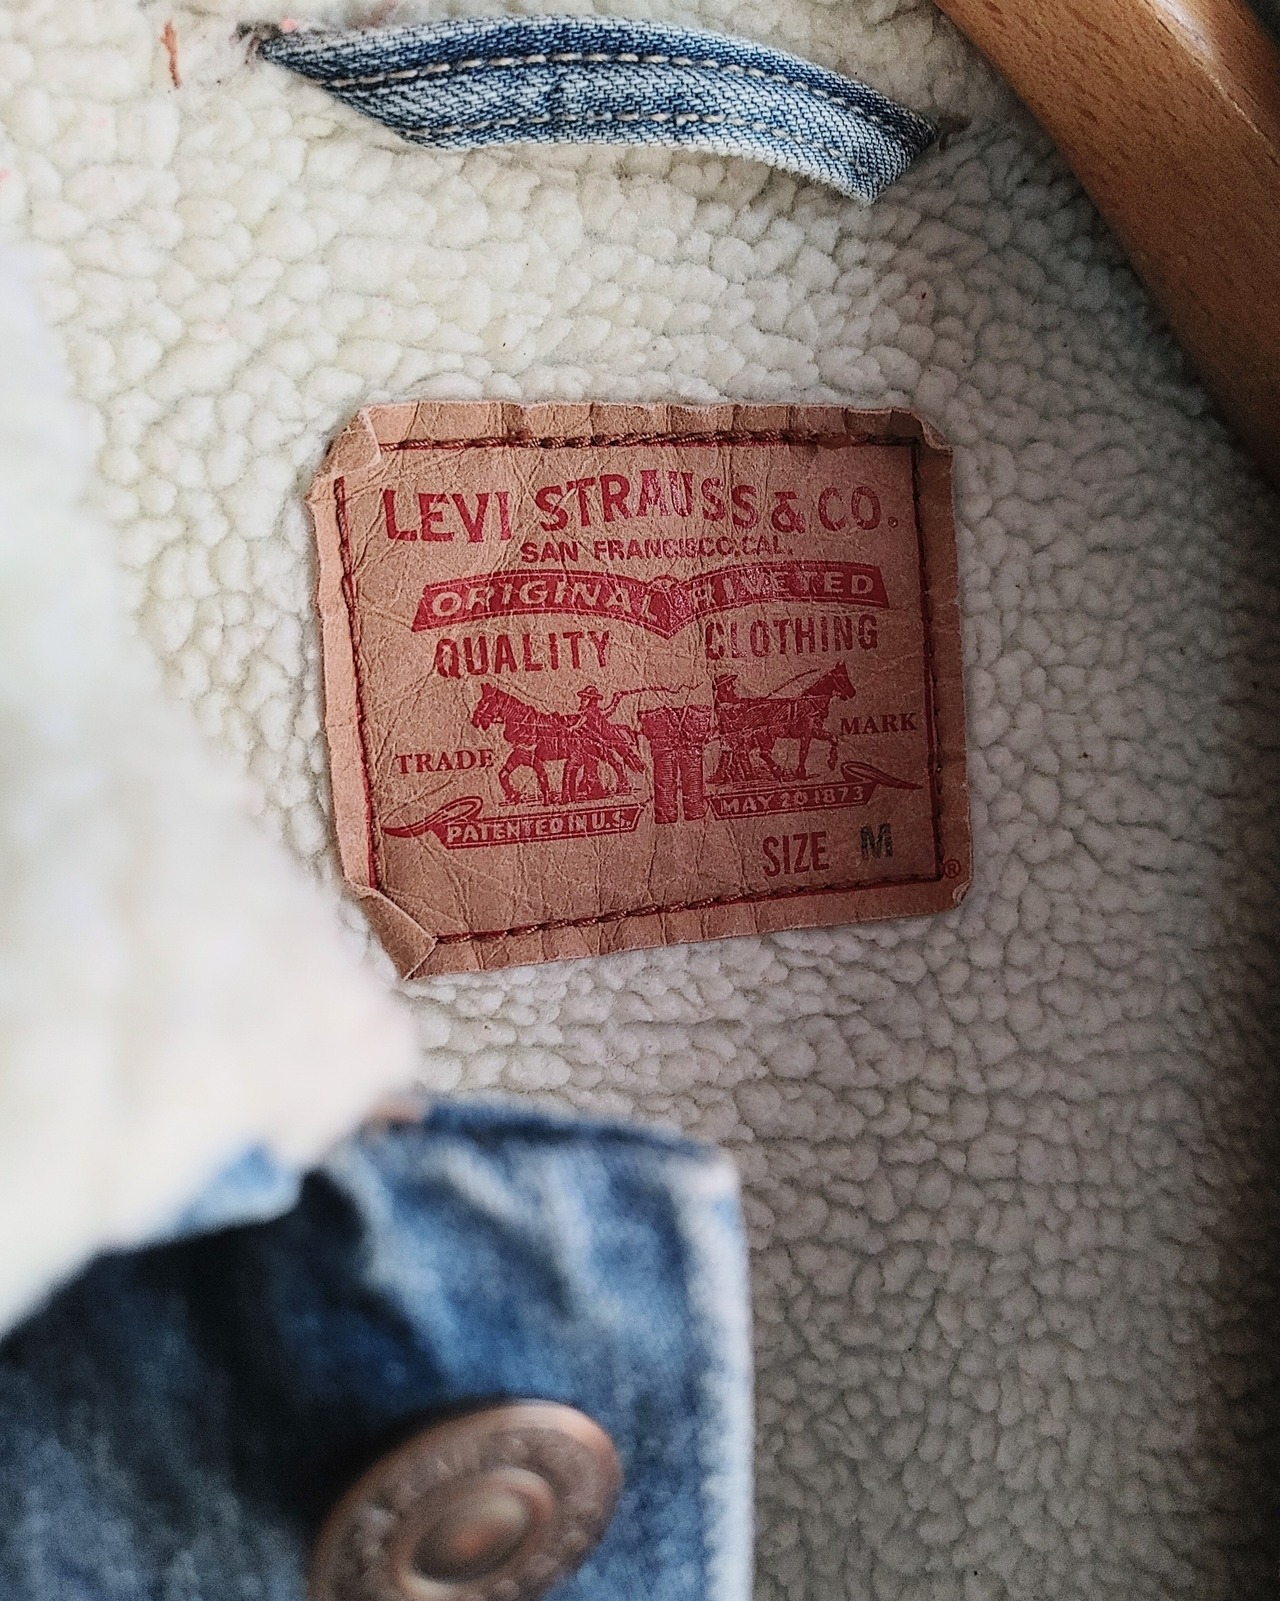 LEVI STRAUSS & CO.
SAN FRANCISCO, CAL.
ORIGINAL RIVETED
QUALITY CLOTHING
TRADE MARK
PATENTED IN U.S. MAY 20 1873
SIZE M
®